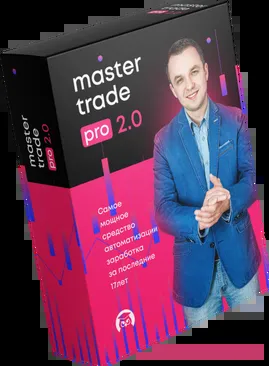 master
trade
pro 2.0
master
trade
pro 2.0
Самое
мощное
средство
автоматизации
заработка
за последние
17лет